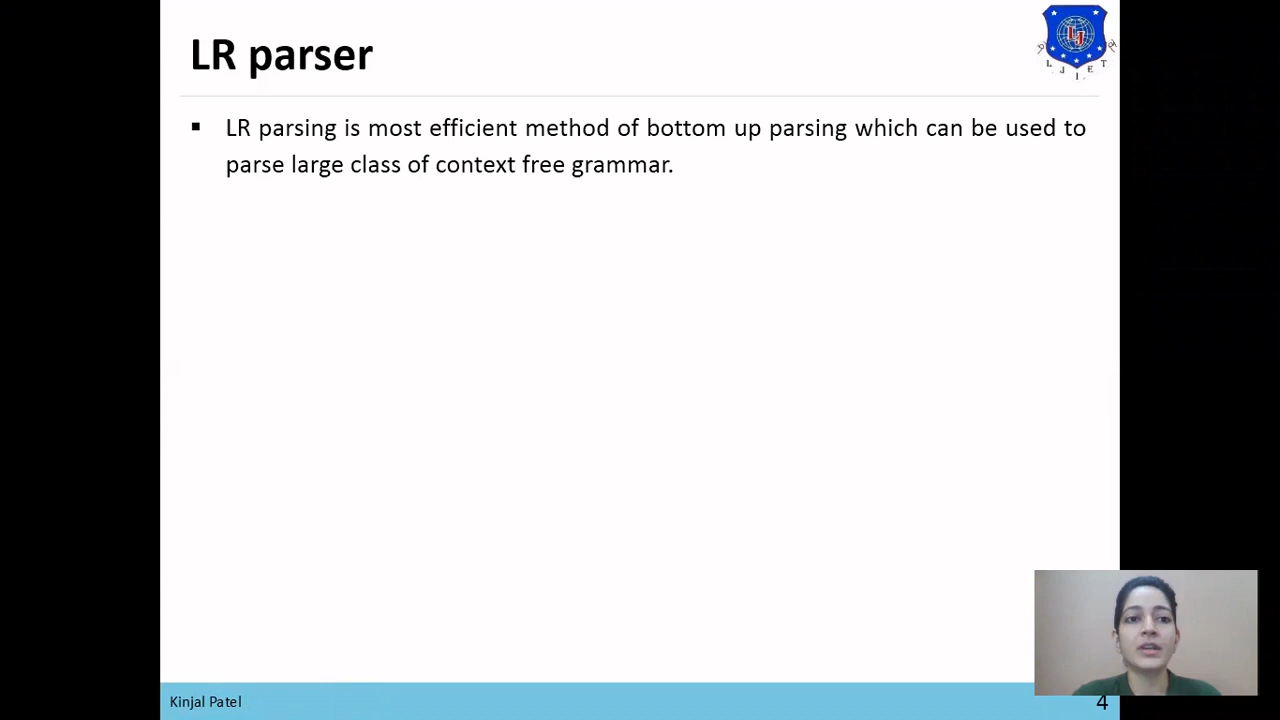 LR parser
LJ
L J I E T
▪ LR parsing is most efficient method of bottom up parsing which can be used to
parse large class of context free grammar.
Kinjal Patel
4